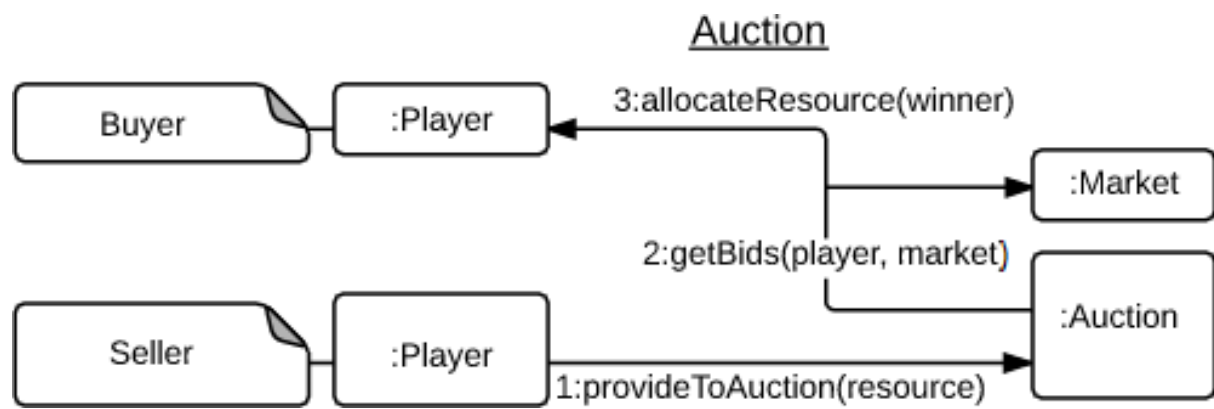 Auction
3:allocateResource(winner)
Buyer
:Player
:Market
2:getBids(player, market)
:Auction
Seller
:Player
1:provideToAuction(resource)